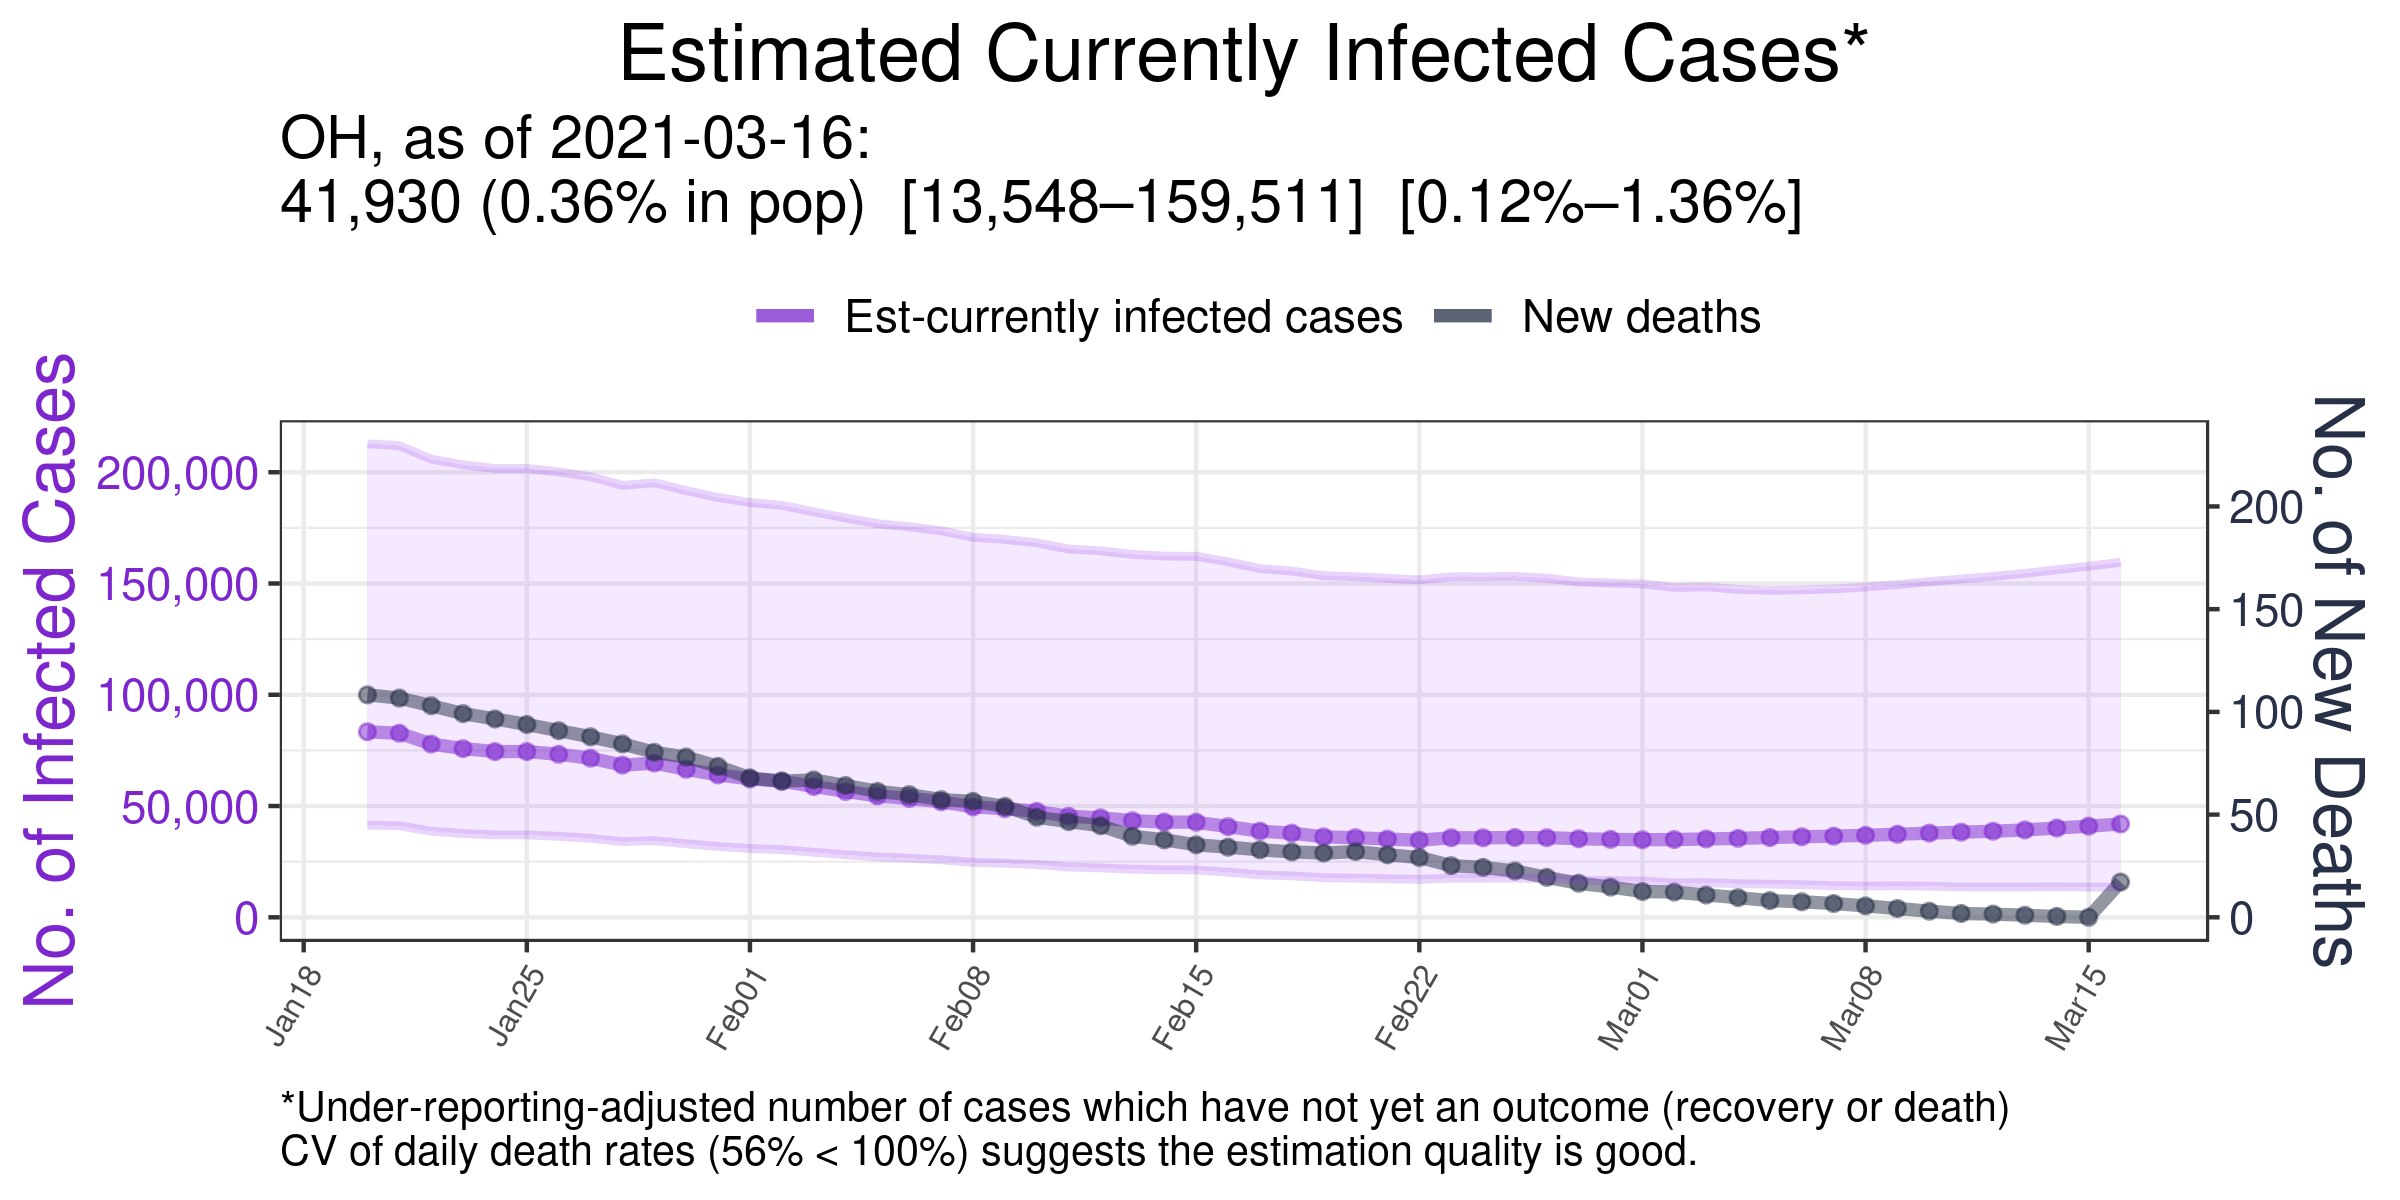 Estimated Currently Infected Cases*
OH, as of 2021-03-16:
41,930 (0.36% in pop)  [13,548–159,511]  [0.12%–1.36%]
Est-currently infected cases
New deaths
No. of Infected Cases
200,000
150,000
100,000
50,000
0
200
150
100
50
0
No. of New Deaths
Jan18
Jan25
Feb01
Feb08
Feb15
Feb22
Mar01
Mar08
Mar15
*Under-reporting-adjusted number of cases which have not yet an outcome (recovery or death)
CV of daily death rates (56% < 100%) suggests the estimation quality is good.